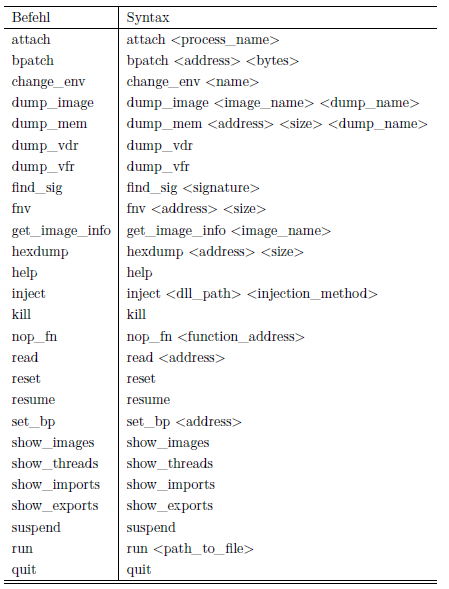 Befehl Syntax
attach attach <process_name>
bpatch bpatch <address> <bytes>
change_env change_env <name>
dump_image dump_image <image_name> <dump_name>
dump_mem dump_mem <address> <size> <dump_name>
dump_vdr dump_vdr
dump_vfr dump_vfr
find_sig find_sig <signature>
fnv fnv <address> <size>
get_image_info get_image_info <image_name>
hexdump hexdump <address> <size>
help help
inject inject <dll_path> <injection_method>
kill kill
nop_fn nop_fn <function_address>
read read <address>
reset reset
resume resume
set_bp set_bp <address>
show_images show_images
show_threads show_threads
show_imports show_imports
show_exports show_exports
suspend suspend
run run <path_to_file>
quit quit